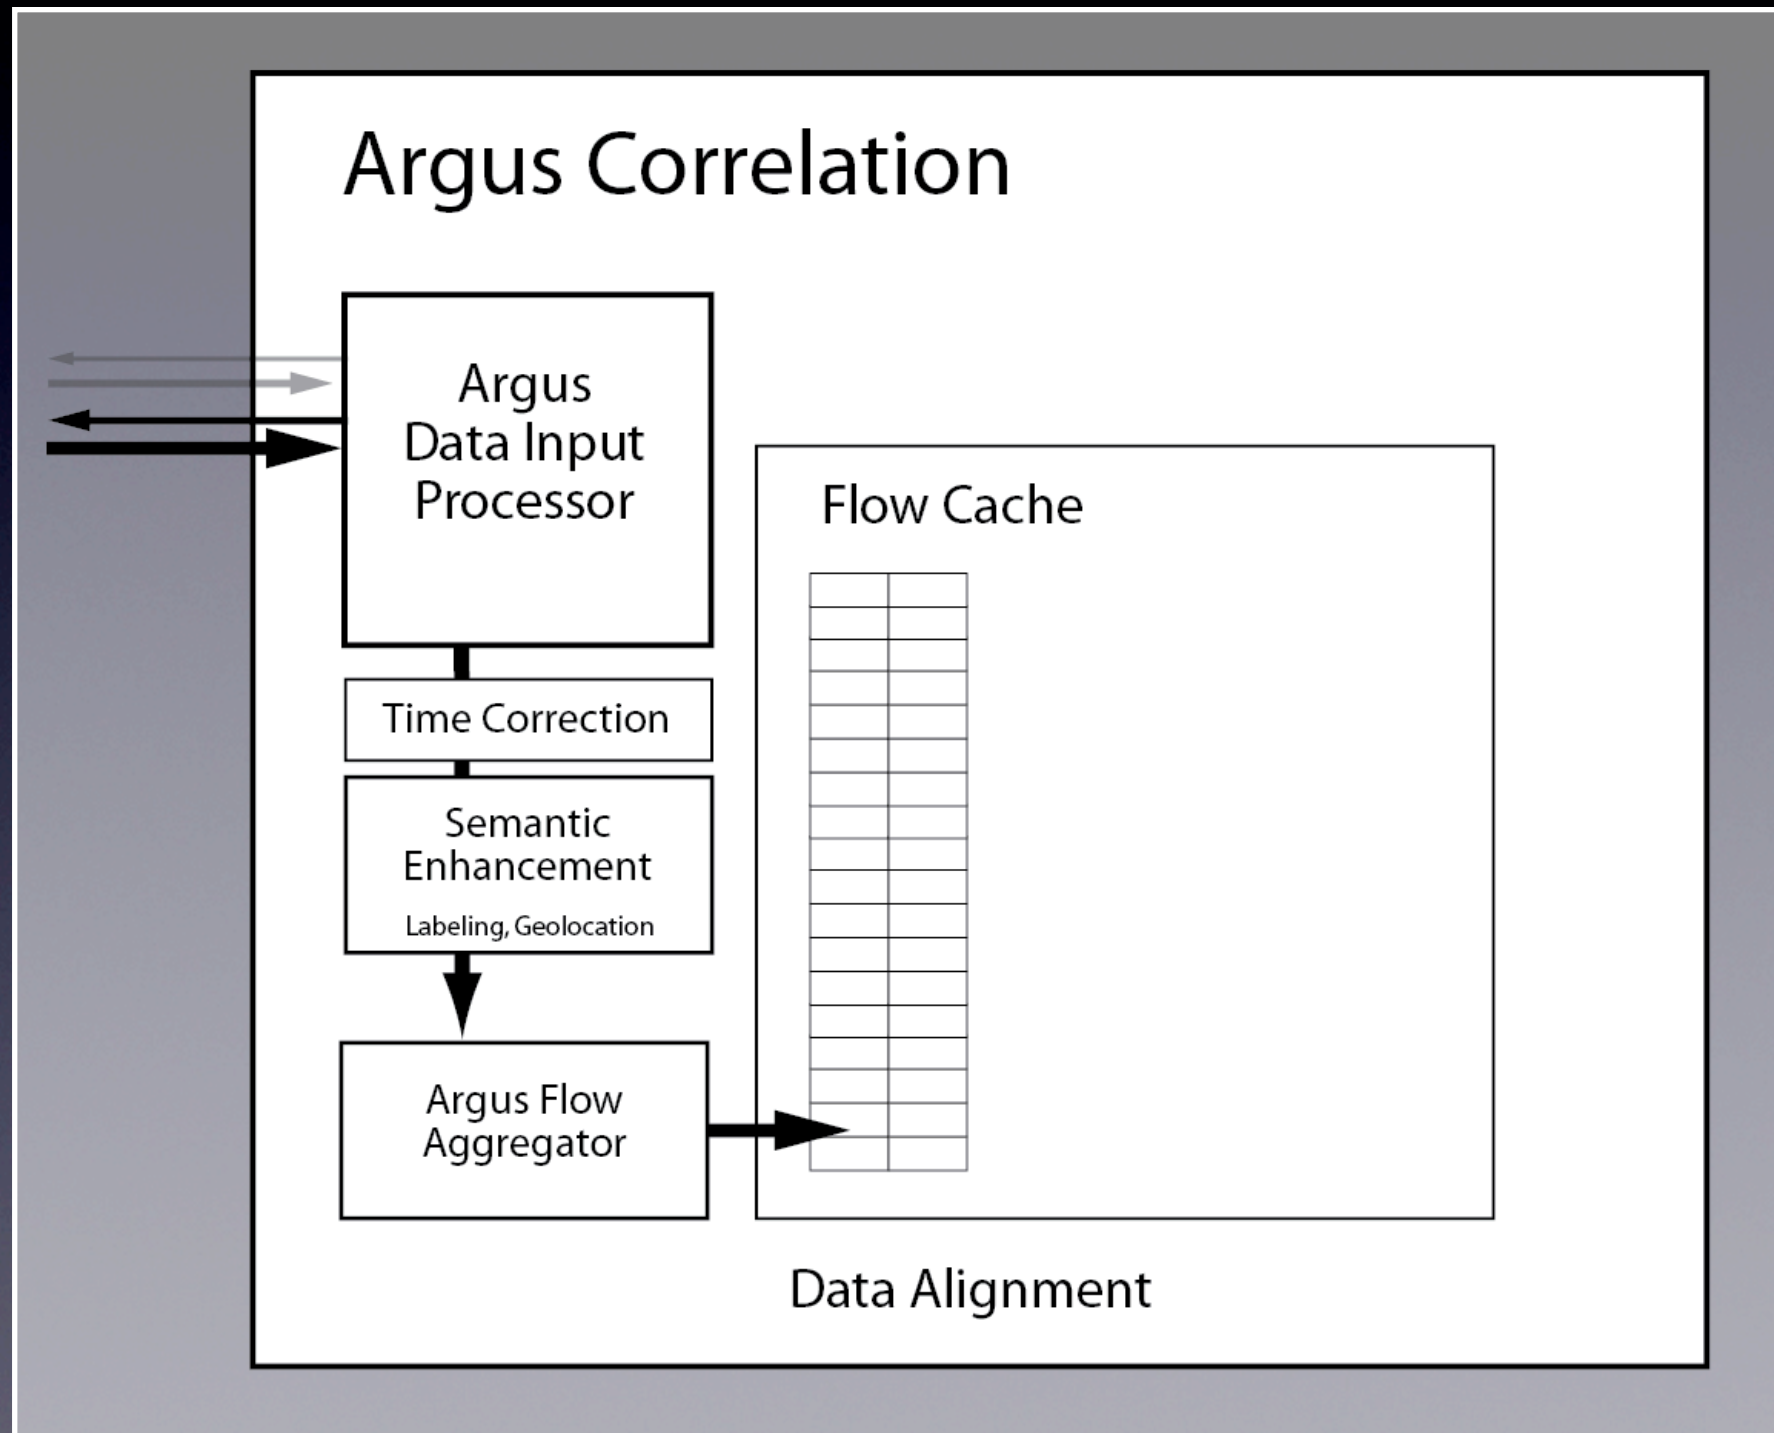 Argus Correlation
Argus
Data Input
Processor
Flow Cache
Time Correction
Semantic
Enhancement
Labeling, Geolocation
Argus Flow
Aggregator
Data Alignment